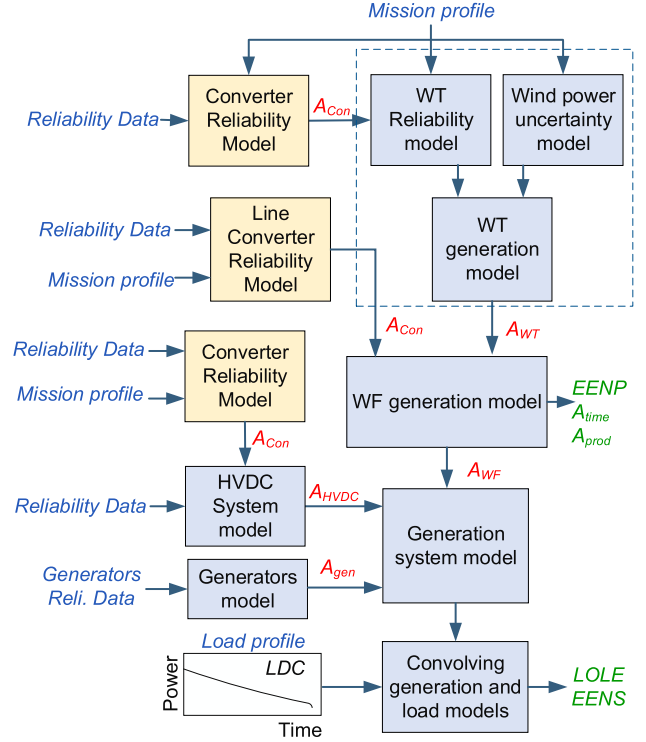 Mission profile
Converter
Reliability
Model
Reliability Data
A_Con
WT
Reliability
model
Wind power
uncertainty
model
WT
generation
model
Line
Converter
Reliability
Model
Reliability Data
Mission profile
A_Con
A_WT
Converter
Reliability
Model
Reliability Data
Mission profile
WF generation model
EENP
A_time
A_prod
A_Con
A_WF
HVDC
System
model
Reliability Data
A_HVDC
Generation
system model
Generators
Reli. Data
Generators
model
A_gen
Load profile
LDC
Power
Time
Convolving
generation and
load models
LOLE
EENS